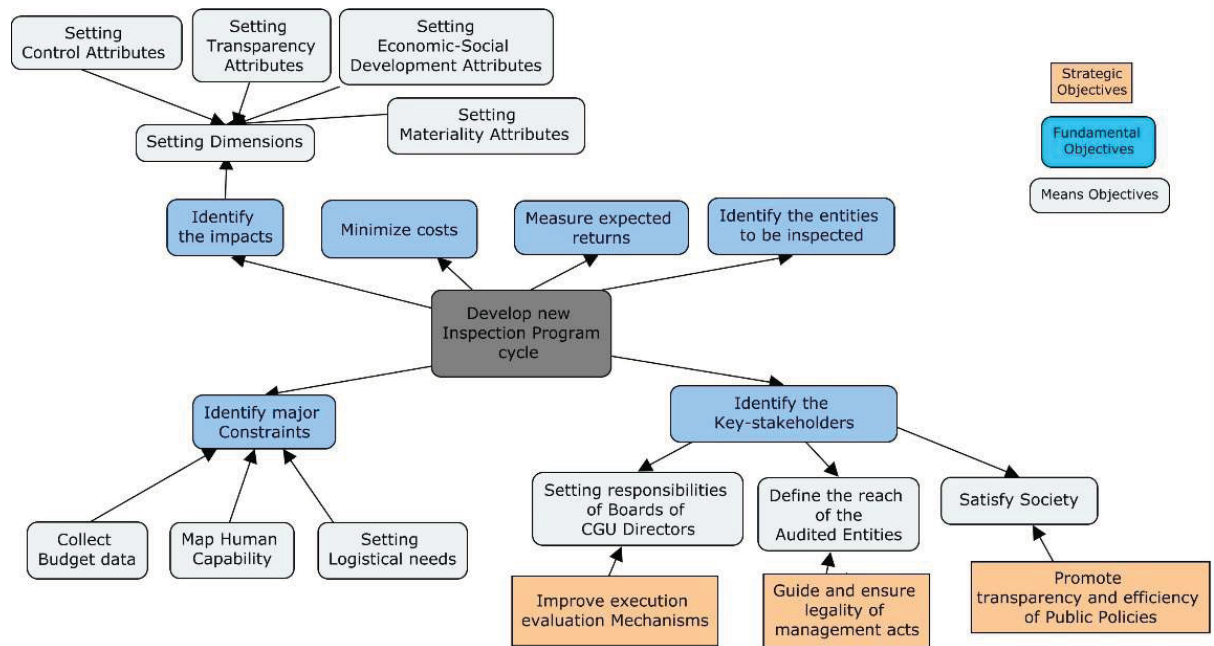 Setting
Control Attributes
Setting
Transparency
Attributes
Setting
Economic-Social
Development Attributes
Setting
Materiality Attributes
Setting Dimensions
Strategic
Objectives
Fundamental
Objectives
Means Objectives
Identify
the impacts
Minimize costs
Measure expected
returns
Identify the entities
to be inspected
Develop new
Inspection Program
cycle
Identify major
Constraints
Identify the
Key-stakeholders
Collect
Budget data
Map Human
Capability
Setting
Logistical needs
Setting responsibilities
of Boards of
CGU Directors
Define the reach
of the
Audited Entities
Satisfy Society
Improve execution
evaluation Mechanisms
Guide and ensure
legality of
management acts
Promote
transparency and efficiency
of Public Policies